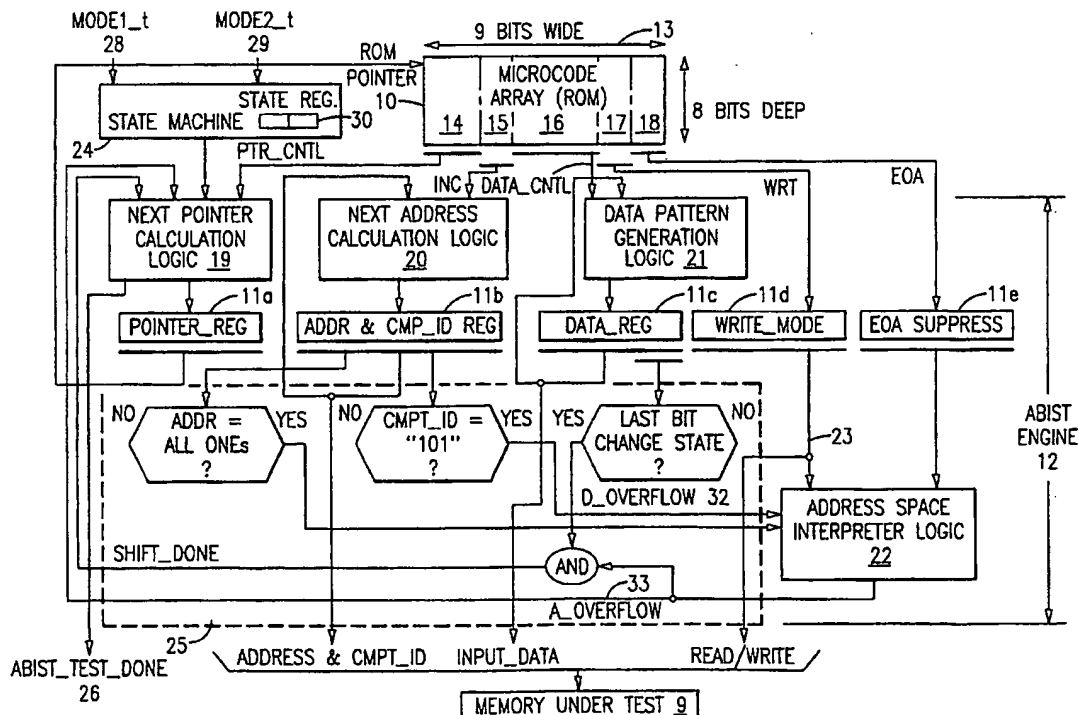 MODE1_t
28
MODE2_t
29
9 BITS WIDE
13
ROM
POINTER
10
MICROCODE
ARRAY (ROM)
14 15 16 17 18
8 BITS DEEP
STATE REG.
STATE MACHINE
30
24
PTR_CNTL
INC
DATA_CNTL
WRT
EOA
NEXT POINTER
CALCULATION
LOGIC 19
NEXT ADDRESS
CALCULATION LOGIC
20
DATA PATTERN
GENERATION
LOGIC 21
11a
11b
11c
11d
11e
POINTER_REG
ADDR & CMP_ID REG
DATA_REG
WRITE_MODE
EOA SUPPRESS
NO
ADDR =
ALL ONEs
?
YES
NO
CMPT_ID =
"101"
?
YES
YES
LAST BIT
CHANGE STATE
?
NO
23
ABIST
ENGINE
12
D_OVERFLOW 32
ADDRESS SPACE
INTERPRETER LOGIC
22
SHIFT_DONE
AND
33
A_OVERFLOW
25
ABIST_TEST_DONE
26
ADDRESS & CMPT_ID
INPUT_DATA
READ/WRITE
MEMORY UNDER TEST 9